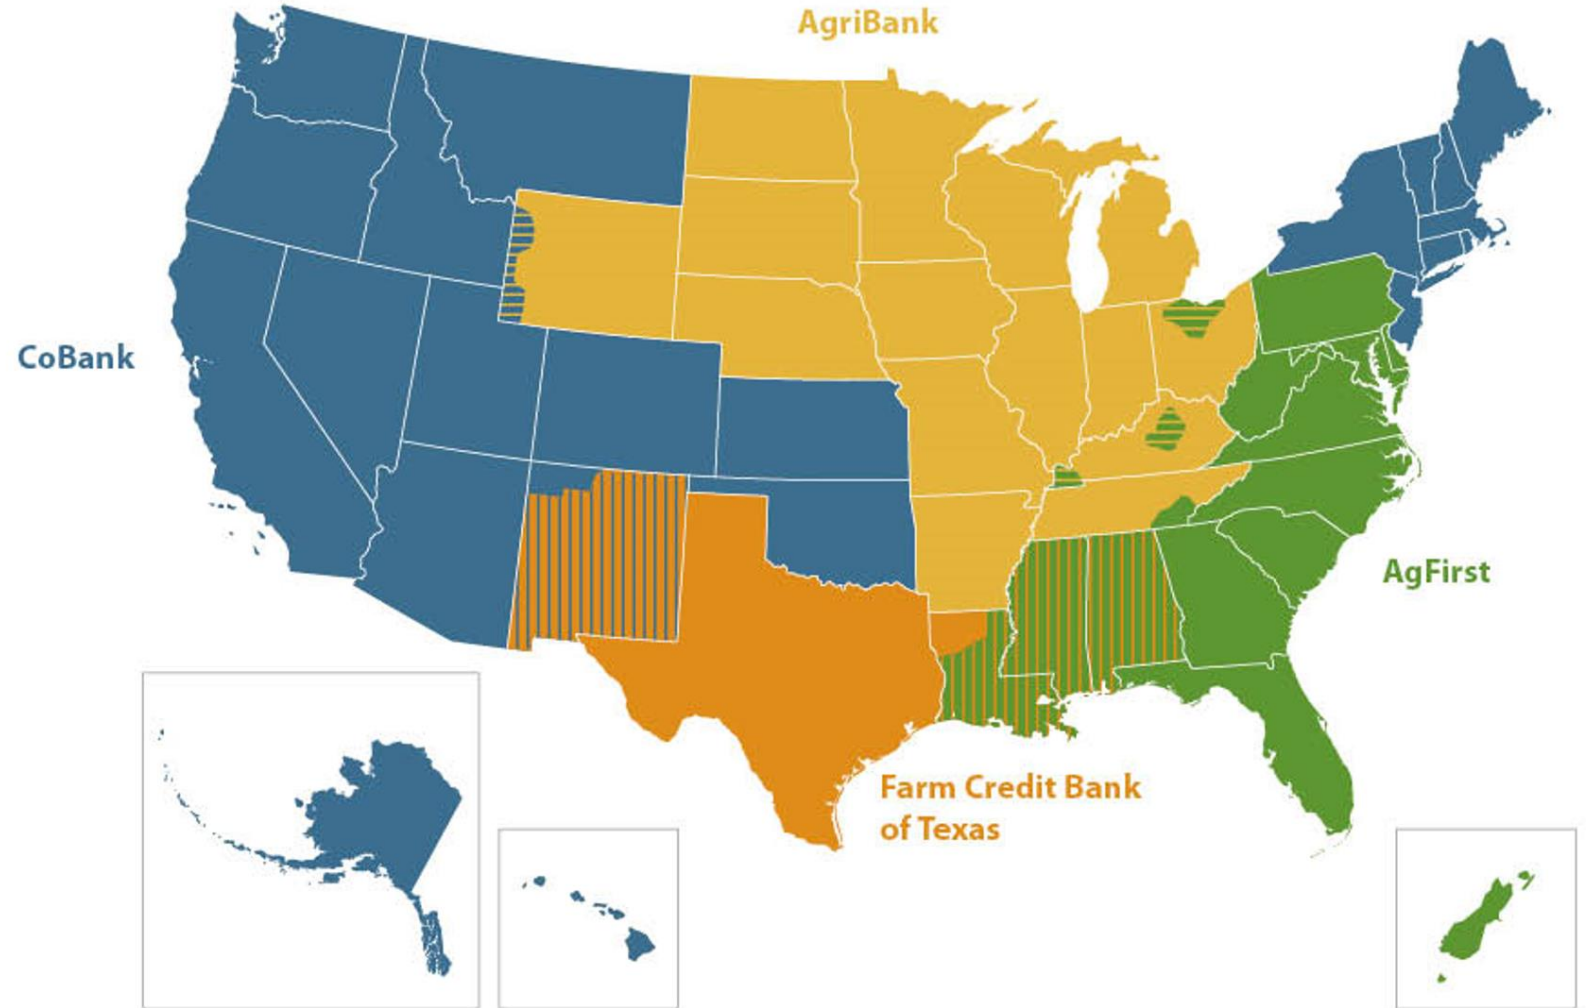 AgriBank
CoBank
AgFirst
Farm Credit Bank
of Texas